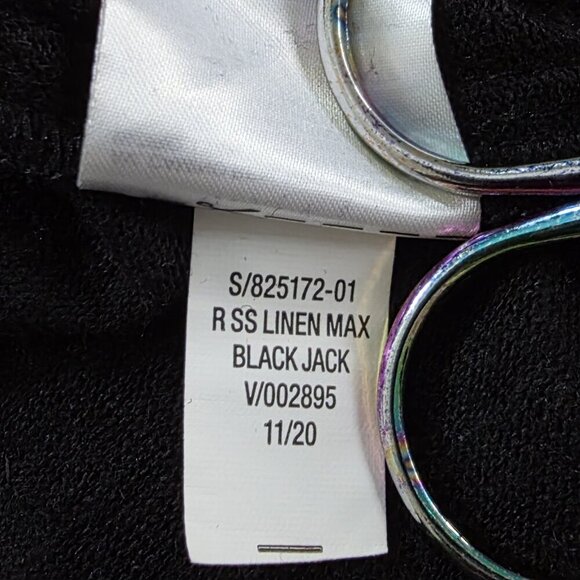 S/825172-01
R SS LINEN MAX
BLACK JACK
V/002895
11/20